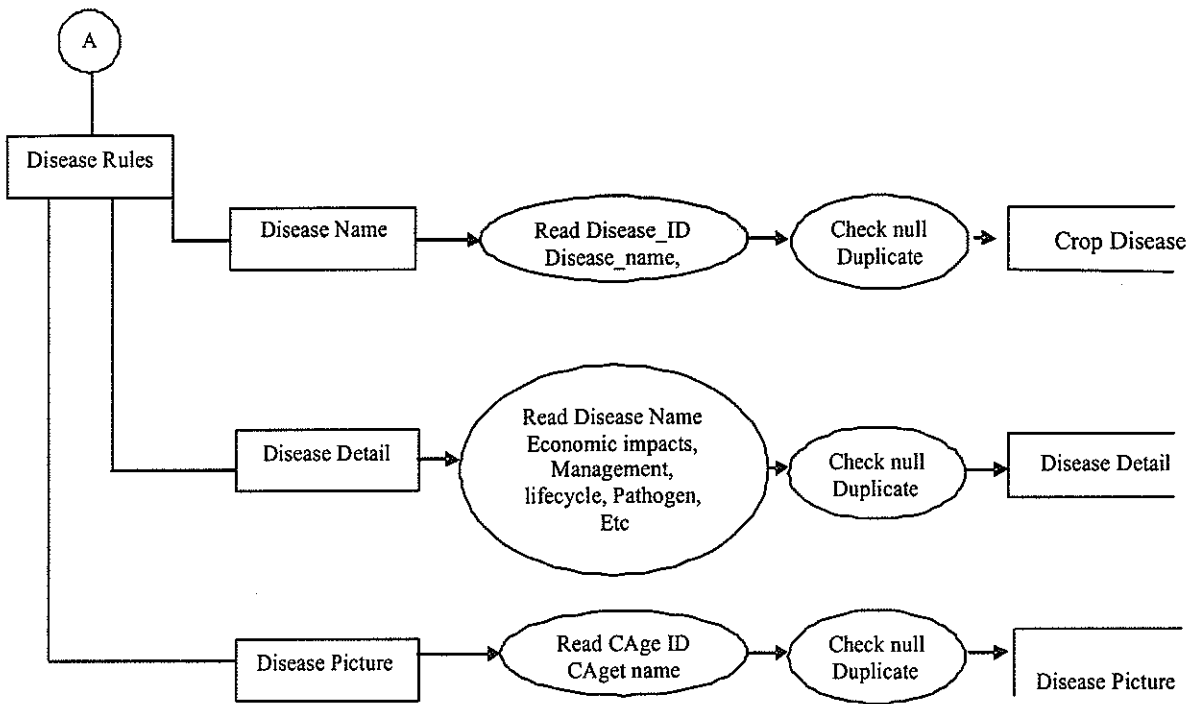 A
Disease Rules
Disease Name
Read Disease_ID
Disease_name,
Check null
Duplicate
Crop Disease
Disease Detail
Read Disease Name
Economic impacts,
Management,
lifecycle, Pathogen,
Etc
Check null
Duplicate
Disease Detail
Disease Picture
Read CAge ID
CAget name
Check null
Duplicate
Disease Picture